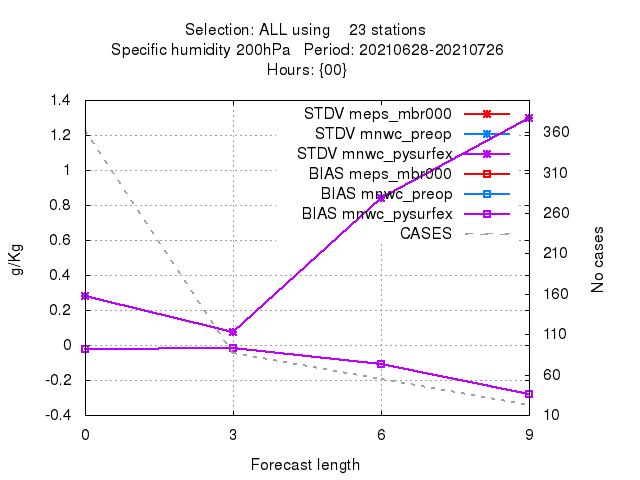 Selection: ALL using    23 stations
Specific humidity 200hPa   Period: 20210628-20210726
Hours: {00}
1.4
1.2
1
0.8
0.6
0.4
0.2
0
-0.2
-0.4
g/Kg
STDV meps_mbr000
STDV mnwc_preop
STDV mnwc_pysurfex
BIAS meps_mbr000
BIAS mnwc_preop
BIAS mnwc_pysurfex
CASES
360
310
260
210
160
110
60
10
No cases
0 3 6 9
Forecast length